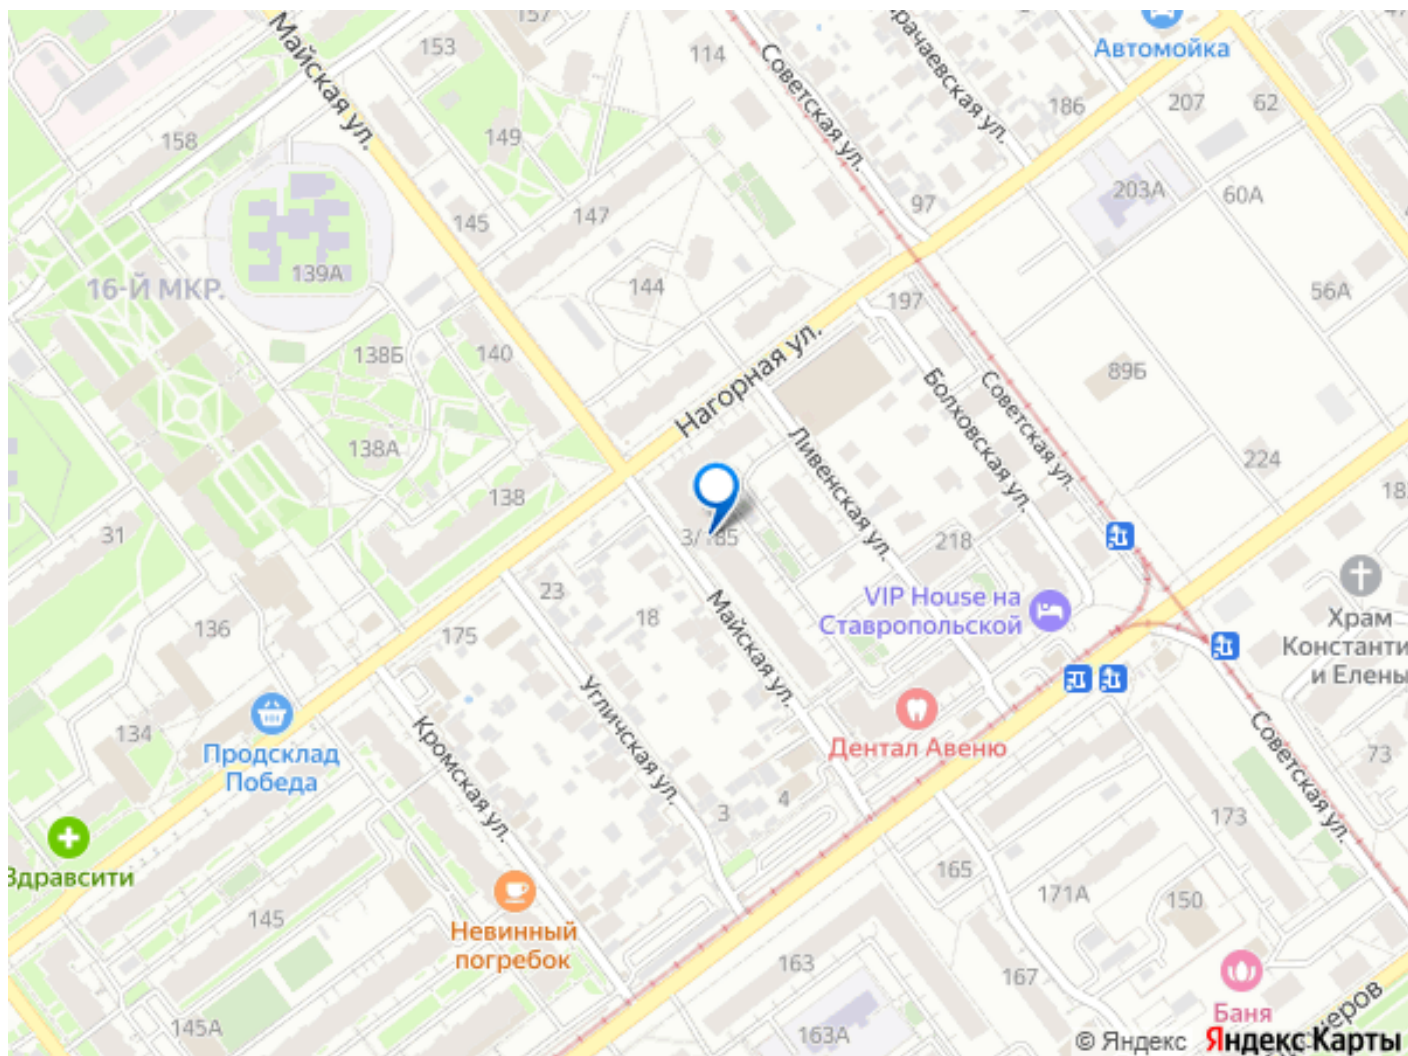 157
Майская ул.
153
114
Советская ул.
Автомойка
186
207
62
158
149
203А
60А
145
147
97
139А
16-Й МКР.
144
197
56А
138Б
140
Нагорная ул.
Болховская ул.
Советская ул.
89Б
138А
Ливенская ул.
224
138
31
3/185
218
23
18
Майская ул.
VIP House на
Ставропольской
Храм
Константи
и Елены
136
175
Угличская ул.
134
Продсклад
Победа
Кромская ул.
Дентал Авеню
Советская ул.
73
3
4
173
Здравсити
165
171А
150
145
Невинный
погребок
163
167
Баня
145А
163А
© Яндекс
Яндекс Карты